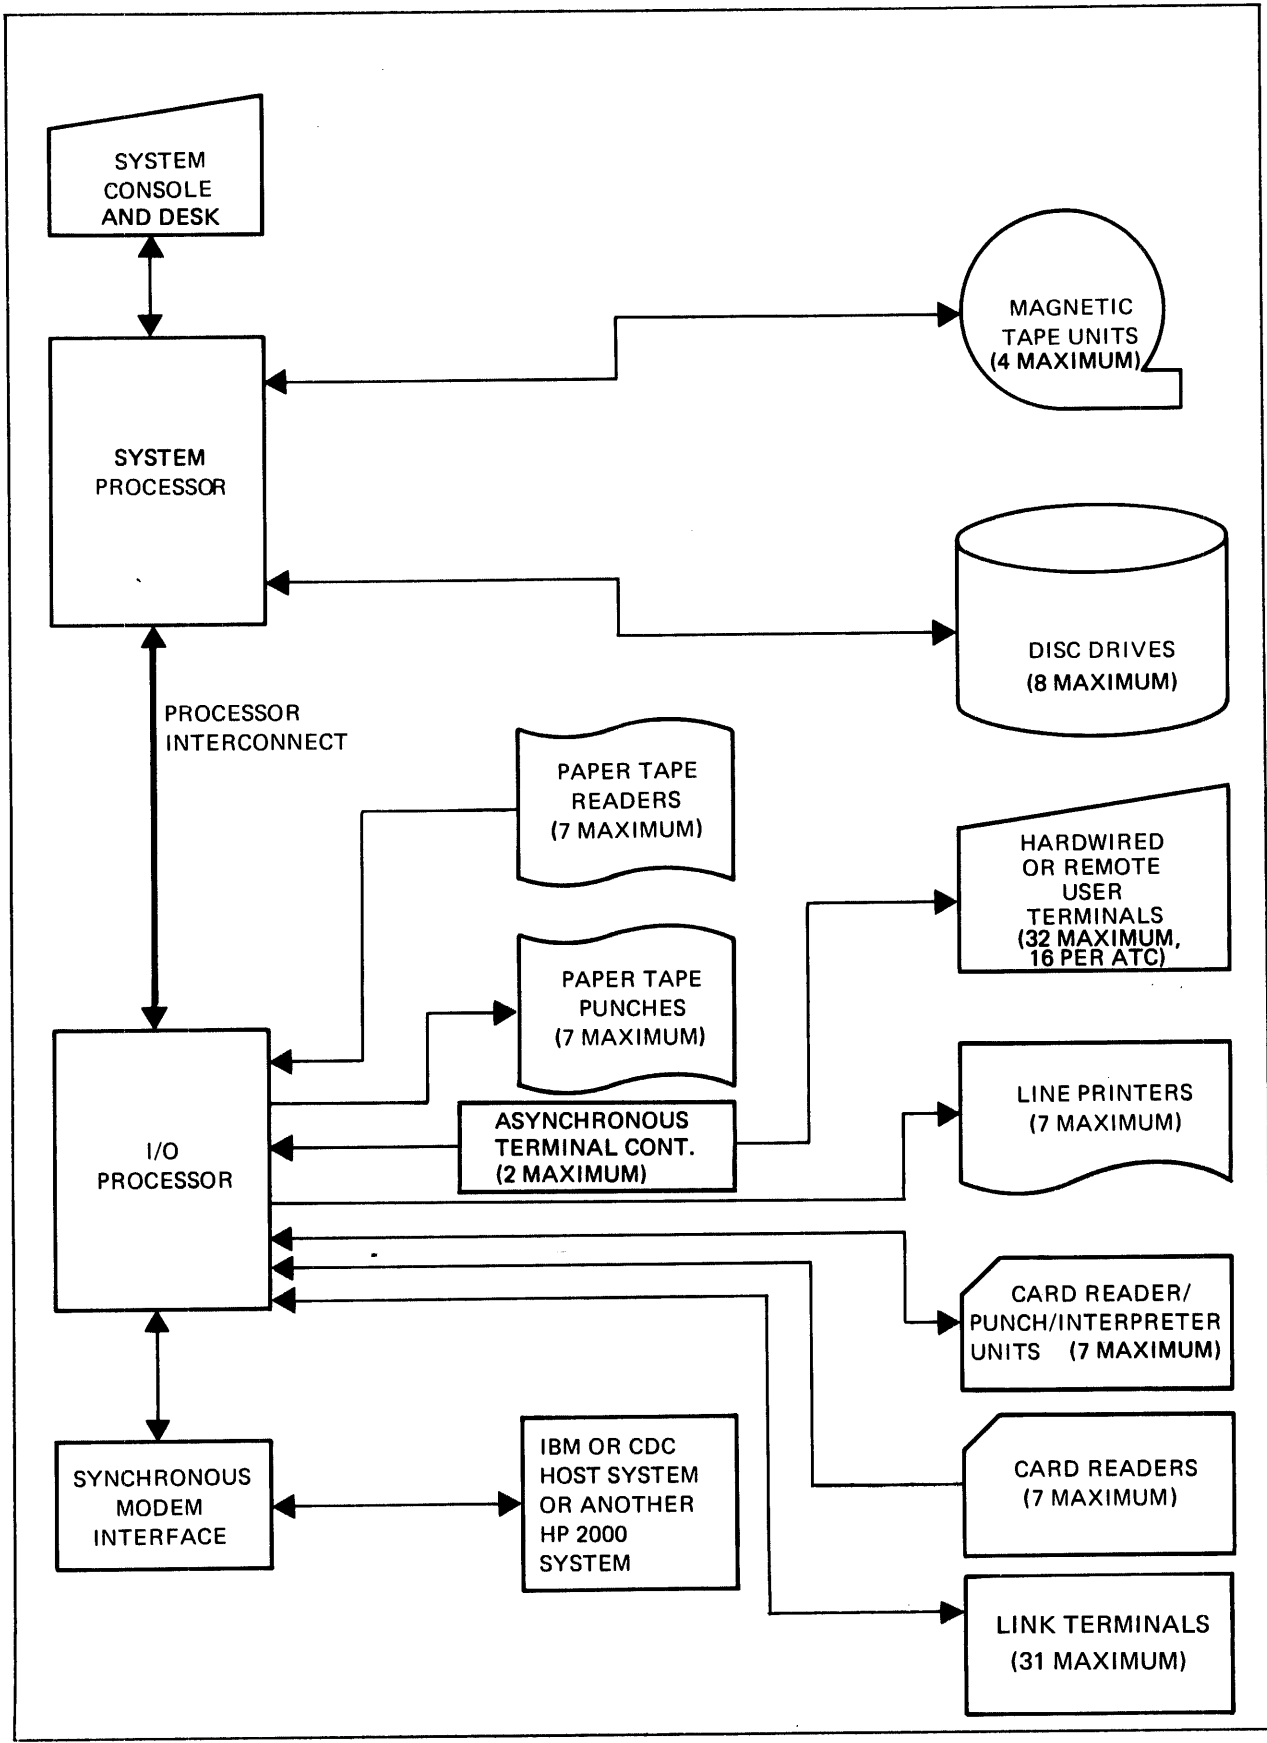 SYSTEM
CONSOLE
AND DESK
MAGNETIC
TAPE UNITS
(4 MAXIMUM)
SYSTEM
PROCESSOR
DISC DRIVES
(8 MAXIMUM)
PROCESSOR
INTERCONNECT
PAPER TAPE
READERS
(7 MAXIMUM)
HARDWIRED
OR REMOTE
USER
TERMINALS
(32 MAXIMUM,
16 PER ATC)
PAPER TAPE
PUNCHES
(7 MAXIMUM)
LINE PRINTERS
(7 MAXIMUM)
ASYNCHRONOUS
TERMINAL CONT.
(2 MAXIMUM)
I/O
PROCESSOR
CARD READER/
PUNCH/INTERPRETER
UNITS (7 MAXIMUM)
SYNCHRONOUS
MODEM
INTERFACE
IBM OR CDC
HOST SYSTEM
OR ANOTHER
HP 2000
SYSTEM
CARD READERS
(7 MAXIMUM)
LINK TERMINALS
(31 MAXIMUM)